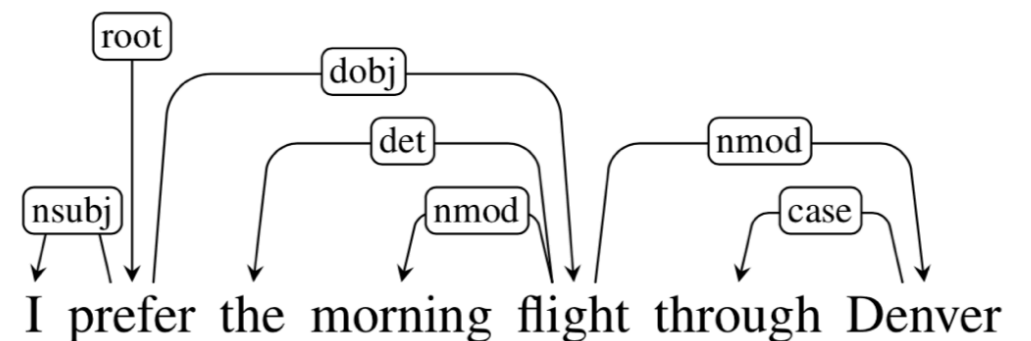 root
dobj
det nmod
nsubj nmod case
I prefer the morning flight through Denver